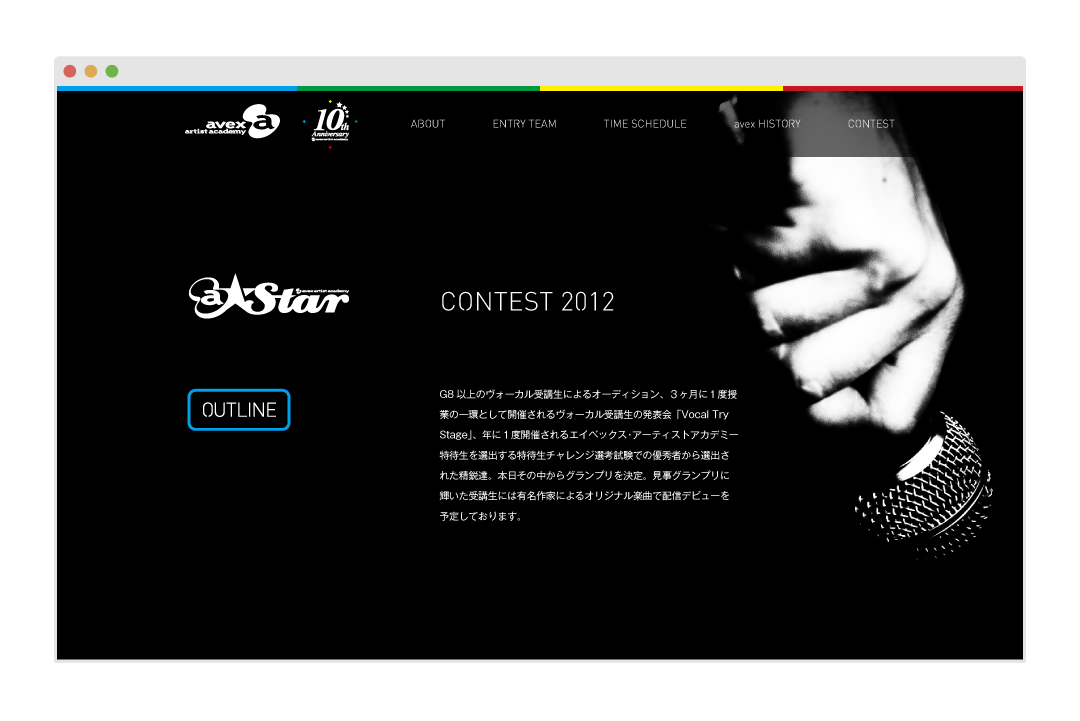 avex
artist academy
a
10th
Anniversary
avex artist academy
ABOUT
ENTRY TEAM
TIME SCHEDULE
avex HISTORY
CONTEST
a Star
avex artist academy
CONTEST 2012
OUTLINE
G8 以上のヴォーカル受講生によるオーディション、３ヶ月に１度授
業の一環として開催されるヴォーカル受講生の発表会「Vocal Try
Stage」、年に１度開催されるエイベックス・アーティストアカデミー
特待生を選出する特待生チャレンジ選考試験での優秀者から選出さ
れた精鋭達。本日その中からグランプリを決定。見事グランプリに
輝いた受講生には有名作家によるオリジナル楽曲で配信デビューを
予定しております。